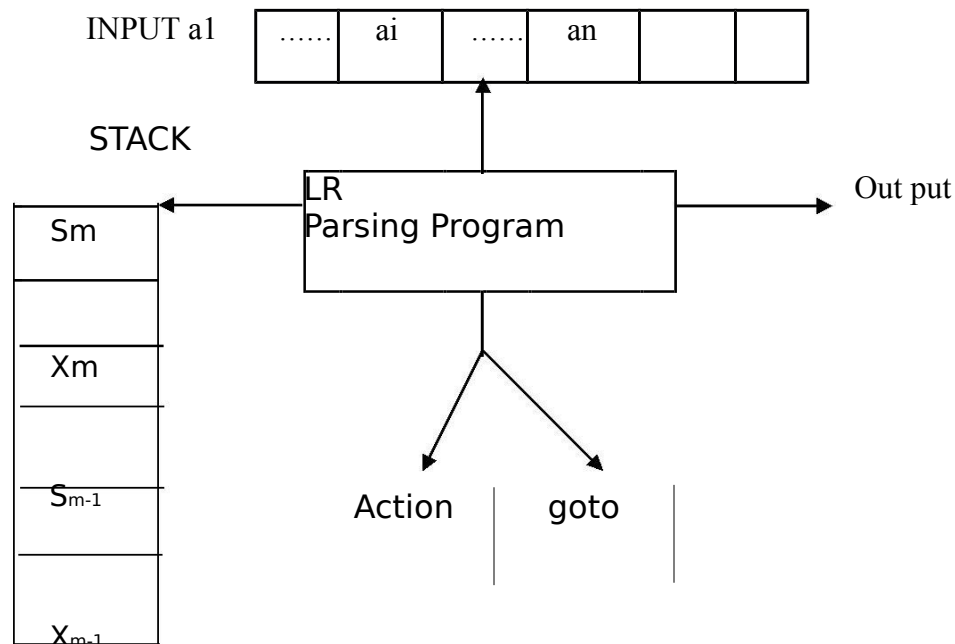 INPUT a1 …… ai …… an
STACK
LR
Parsing Program
Out put
Sm
Xm
Sm-1
Action goto
Xm-1